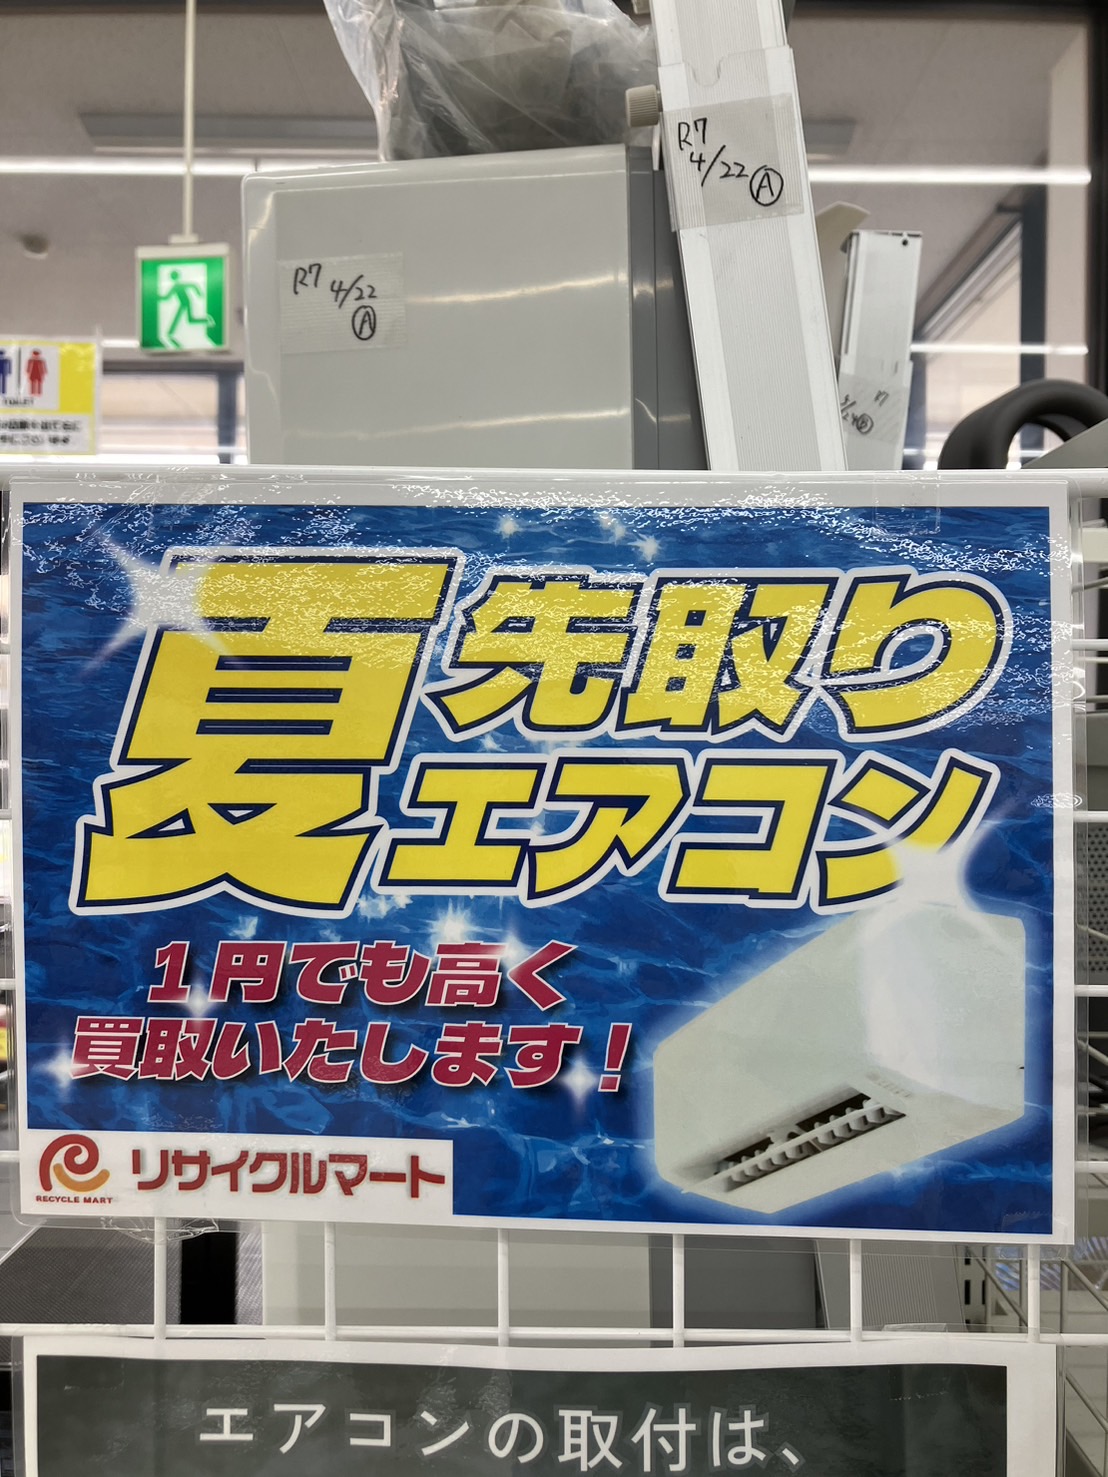 R7
4/22
Ⓐ
R7
4/22
Ⓐ
R7
TOILET
夏先取り
エアコン
1円でも高く
買取いたします!
RECYCLE MART
リサイクルマート
エアコンの取付は、